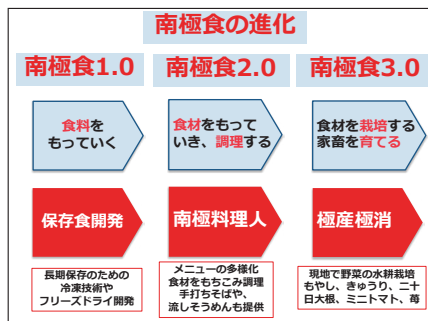 南極食の進化
南極食1.0
南極食2.0
南極食3.0
食料を
もっていく
食材をもって
いき、調理する
食材を栽培する
家畜を育てる
保存食開発
南極料理人
極産極消
長期保存のための
冷凍技術や
フリーズドライ開発
メニューの多様化
食材をもちこみ調理
手打ちそばや、
流しそうめんも提供
現地で野菜の水耕栽培
もやし、きゅうり、二十
日大根、ミニトマト、苺